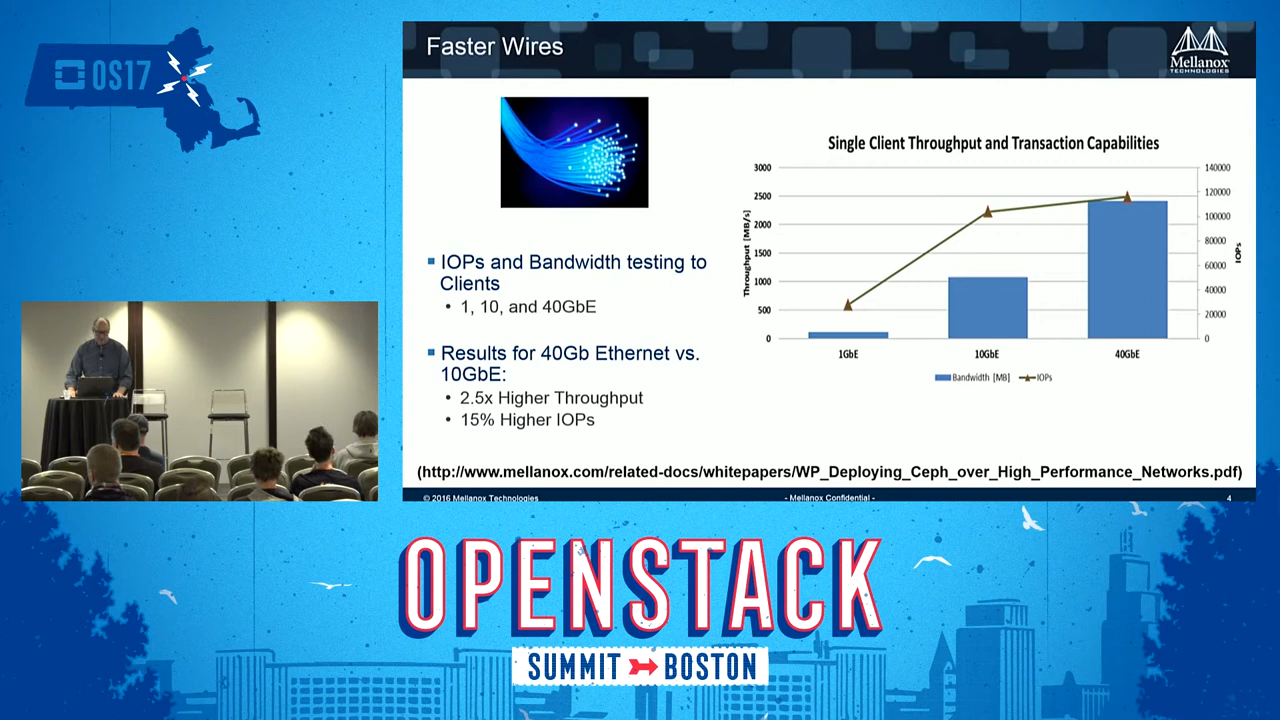 OS17
Faster Wires
Mellanox
TECHNOLOGIES
IOPs and Bandwidth testing to
Clients
• 1, 10, and 40GbE
Results for 40Gb Ethernet vs.
10GbE:
• 2.5x Higher Throughput
• 15% Higher IOPs
Single Client Throughput and Transaction Capabilities
Throughput [MB/s]
3000
2500
2000
1500
1000
500
0
140000
120000
100000
80000
60000
40000
20000
0
IOPs
1GbE 10GbE 40GbE
Bandwidth [MB] IOPs
(http://www.mellanox.com/related-docs/whitepapers/WP_Deploying_Ceph_over_High_Performance_Networks.pdf)
© 2016 Mellanox Technologies - Mellanox Confidential - 4
OPENSTACK
SUMMIT BOSTON